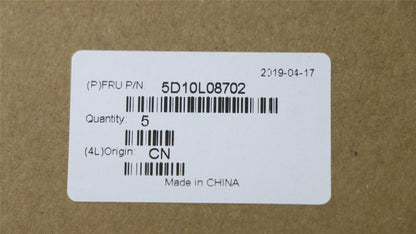 2019-04-17
(P)FRU P/N 5D10L08702
Quantity: 5
(4L)Origin: CN
Made in CHINA